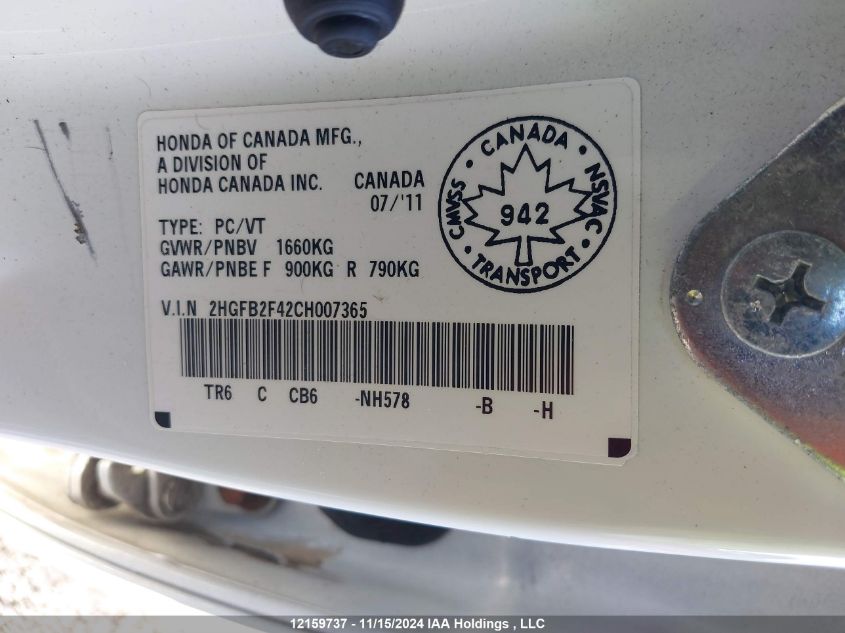 HONDA OF CANADA MFG.,
A DIVISION OF
HONDA CANADA INC. CANADA
07/'11
TYPE: PC/VT
GVWR/PNBV 1660KG
GAWR/PNBE F 900KG R 790KG
V.I.N 2HGFB2F42CH007365
TR6 C CB6 -NH578 -B -H
• CANADA •
CMVSS NSVAC
942
• TRANSPORT •
12159737 - 11/15/2024 IAA Holdings , LLC